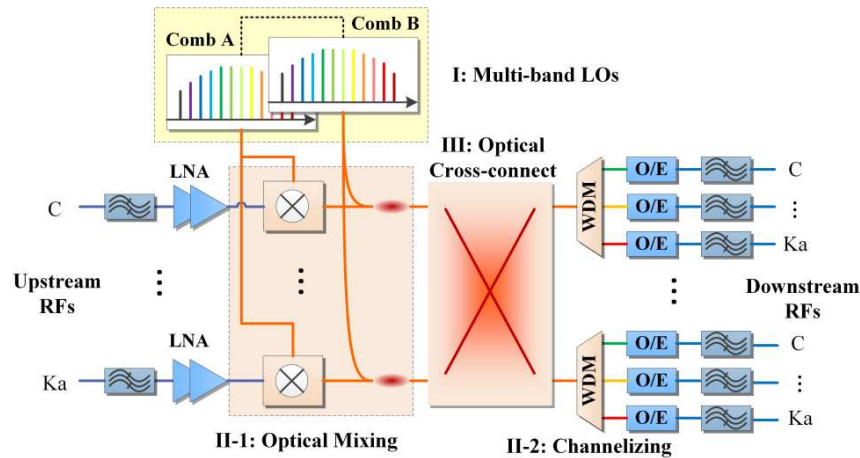 Comb A
Comb B
I: Multi-band LOs
III: Optical
Cross-connect
LNA
C
WDM
O/E
C
O/E
⋮
O/E
Ka
⋮
⋮
⋮
Upstream
RFs
Downstream
RFs
LNA
Ka
WDM
O/E
C
O/E
⋮
O/E
Ka
II-1: Optical Mixing
II-2: Channelizing